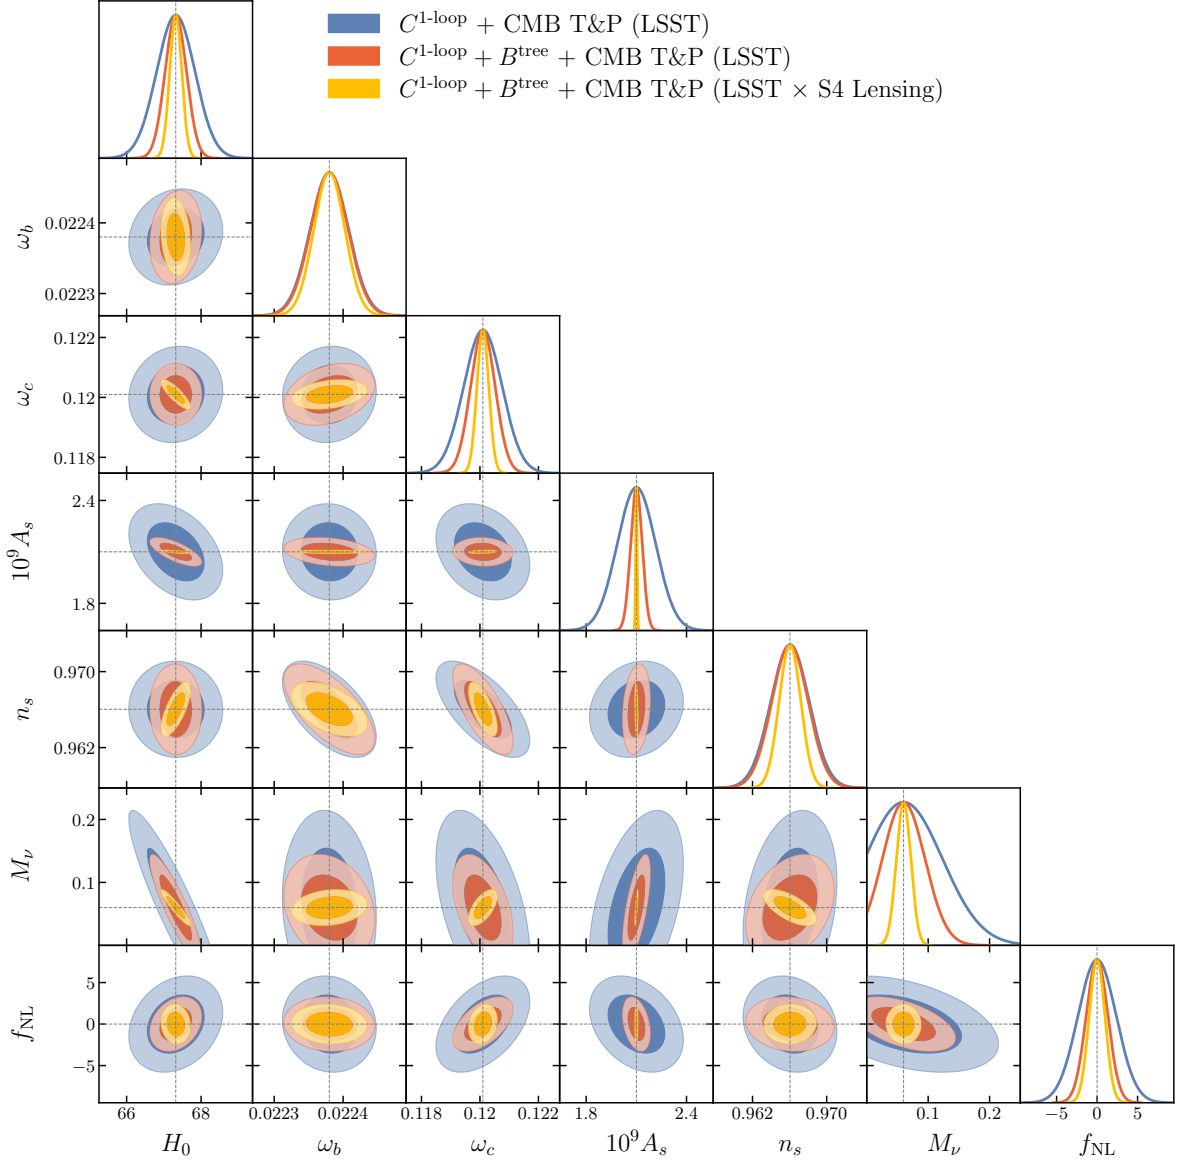 C^{1-loop} + CMB T&P (LSST)
C^{1-loop} + B^{tree} + CMB T&P (LSST)
C^{1-loop} + B^{tree} + CMB T&P (LSST × S4 Lensing)
0.0224
0.0223
ω_b
0.122
0.12
0.118
ω_c
2.4
1.8
10^9 A_s
0.970
0.962
n_s
0.2
0.1
M_ν
5
0
−5
f_NL
66 68
0.0223 0.0224
0.118 0.12 0.122
1.8 2.4
0.962 0.970
0.1 0.2
−5 0 5
H_0 ω_b ω_c 10^9 A_s n_s M_ν f_NL